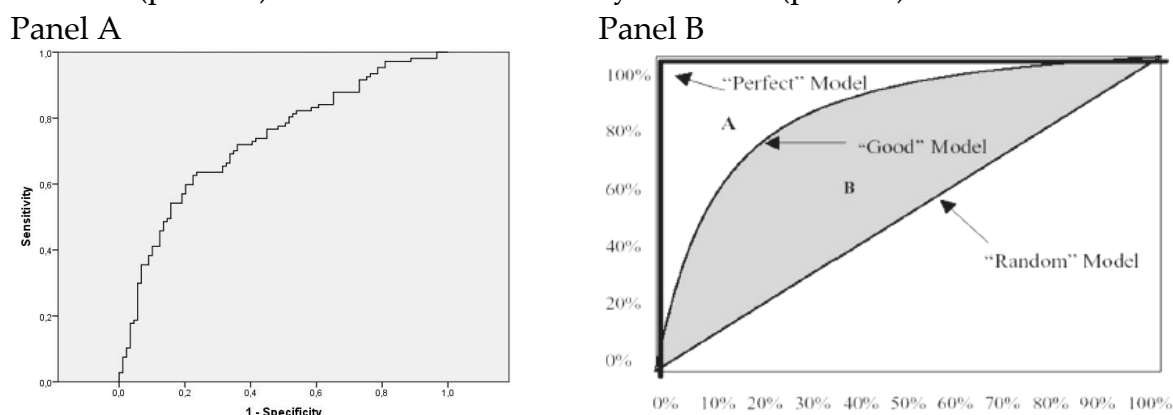 Panel A
1,0
0,8
0,6
0,4
0,2
0,0
Sensitivity
0,0 0,2 0,4 0,6 0,8 1,0
1 - Specificity
Panel B
100%
80%
60%
40%
20%
0%
"Perfect" Model
A
"Good" Model
B
"Random" Model
0% 10% 20% 30% 40% 50% 60% 70% 80% 90% 100%